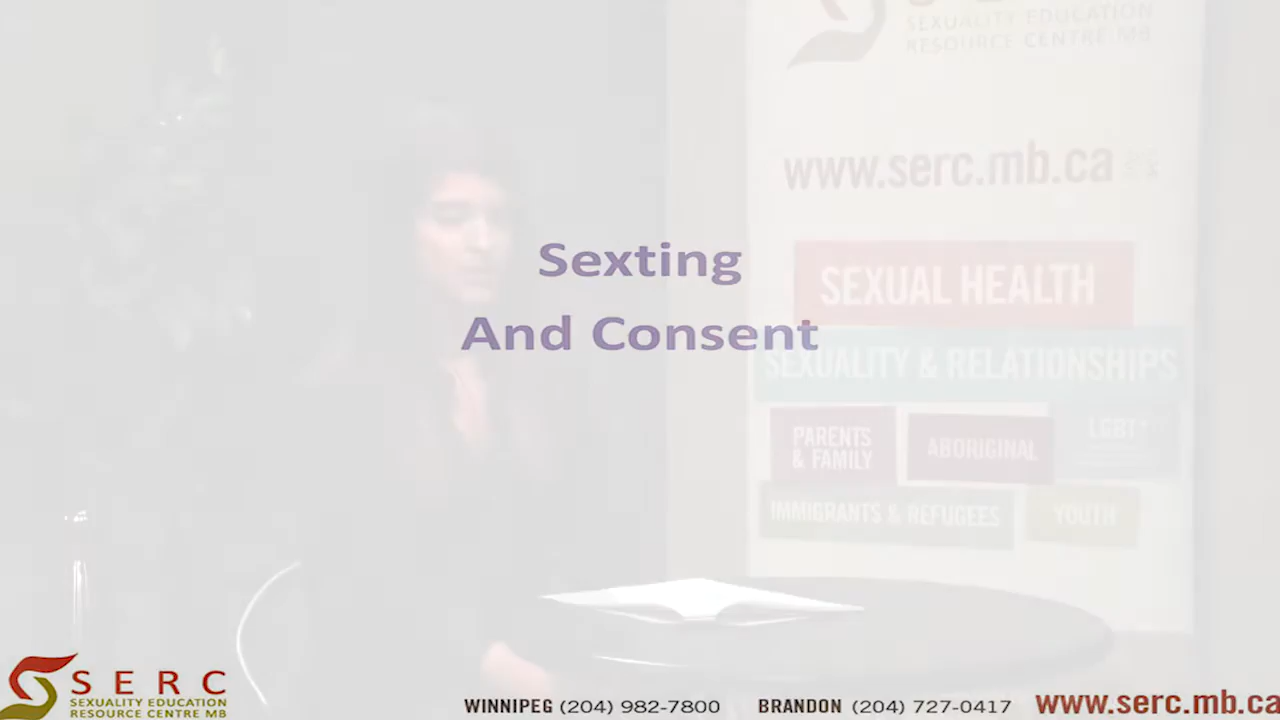 SEXUALITY EDUCATION
RESOURCE CENTRE MB
www.serc.mb.ca
Sexting
And Consent
SEXUAL HEALTH
SEXUALITY & RELATIONSHIPS
PARENTS
& FAMILY
ABORIGINAL
LGBT
IMMIGRANTS & REFUGEES
YOUTH
SERC
SEXUALITY EDUCATION
RESOURCE CENTRE MB
WINNIPEG (204) 982-7800 BRANDON (204) 727-0417 www.serc.mb.ca